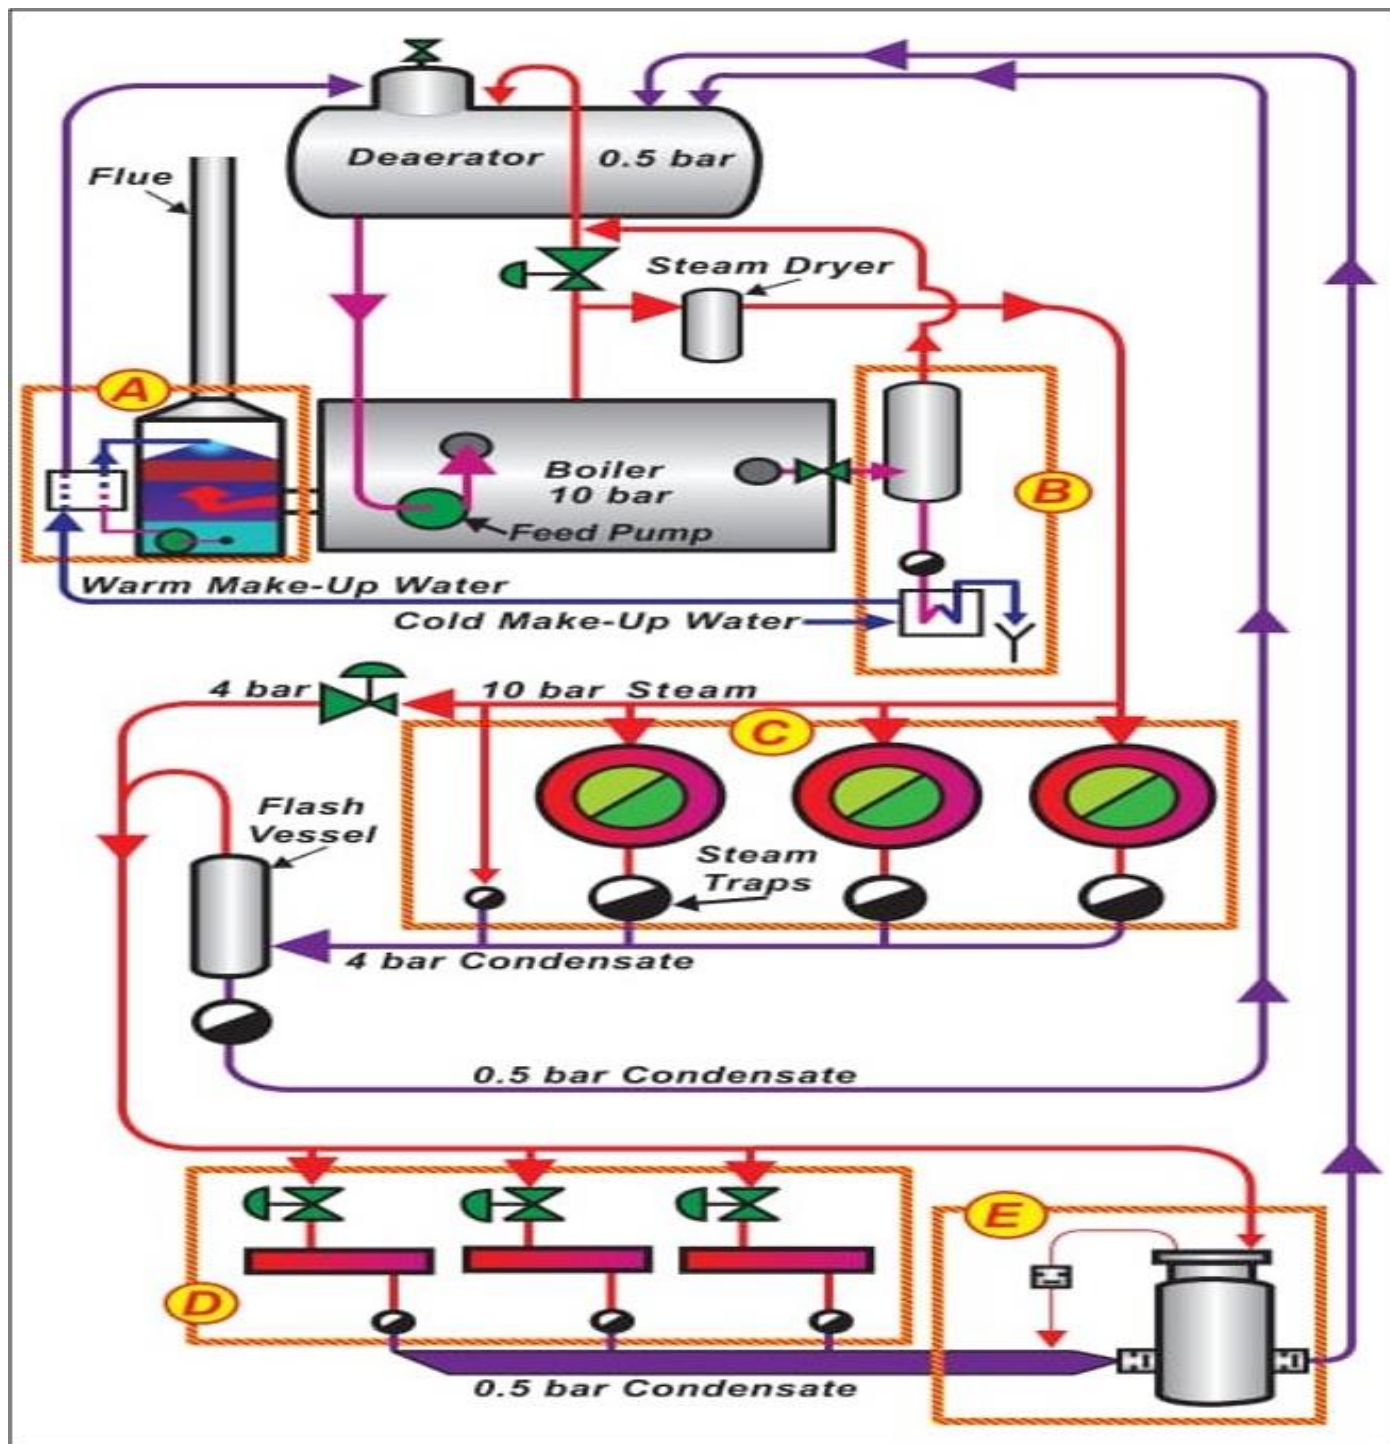 Deaerator
0.5 bar
Flue
Steam Dryer
A
Boiler
10 bar
B
Feed Pump
Warm Make-Up Water
Cold Make-Up Water
4 bar
10 bar Steam
C
Flash
Vessel
Steam
Traps
4 bar Condensate
0.5 bar Condensate
E
D
0.5 bar Condensate